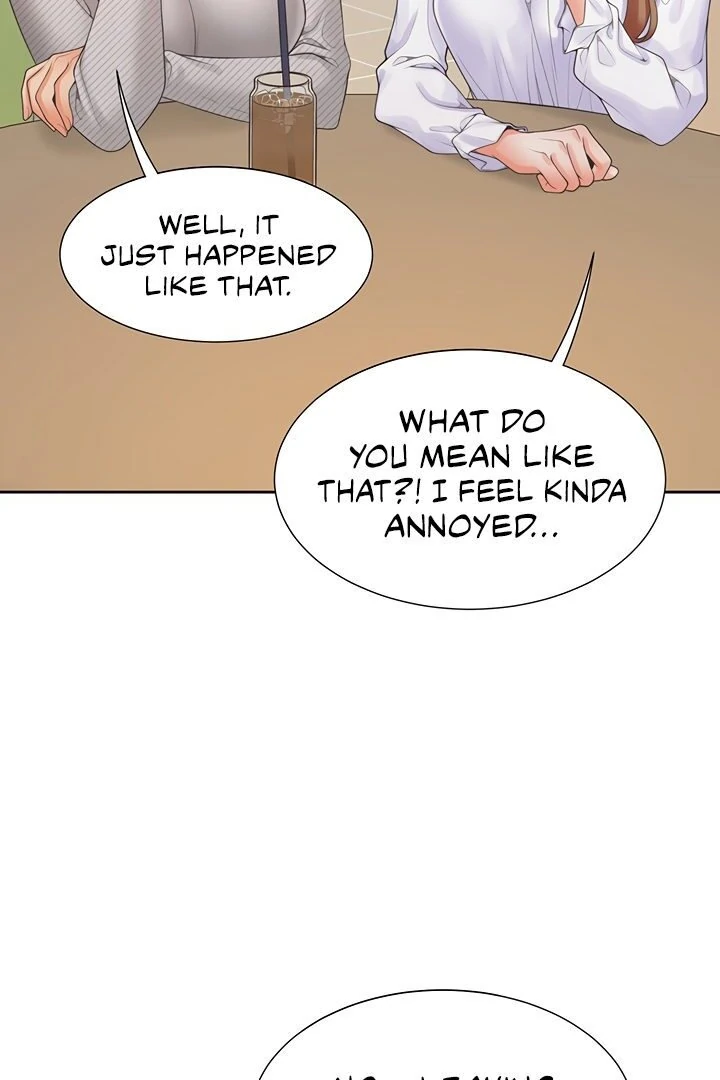 WELL, IT
JUST HAPPENED
LIKE THAT.
WHAT DO
YOU MEAN LIKE
THAT?! I FEEL KINDA
ANNOYED...